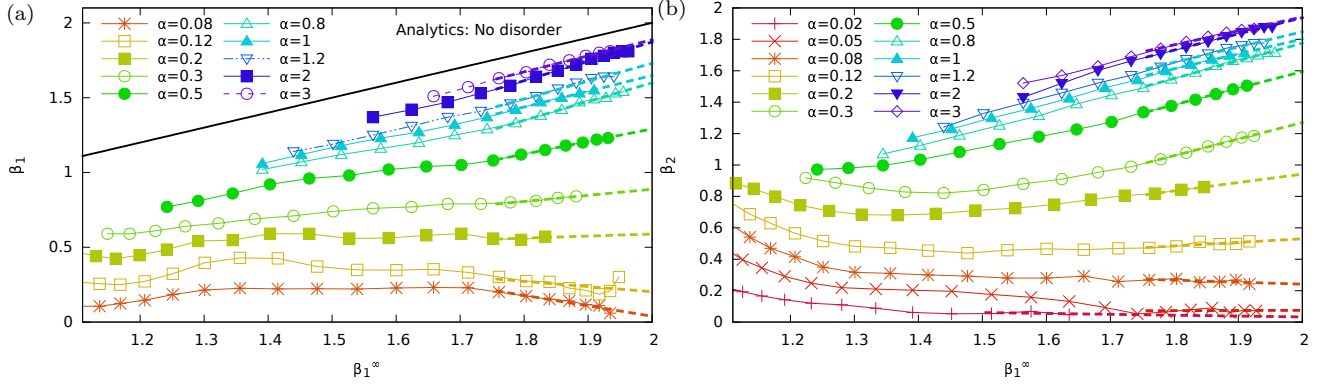 (a)
α=0.08
α=0.12
α=0.2
α=0.3
α=0.5
α=0.8
α=1
α=1.2
α=2
α=3
Analytics: No disorder
2
1.5
1
0.5
0
β₁
1.2
1.3
1.4
1.5
1.6
1.7
1.8
1.9
2
β₁∞
(b)
α=0.02
α=0.05
α=0.08
α=0.12
α=0.2
α=0.3
α=0.5
α=0.8
α=1
α=1.2
α=2
α=3
2
1.8
1.6
1.4
1.2
1
0.8
0.6
0.4
0.2
0
β₂
1.2
1.3
1.4
1.5
1.6
1.7
1.8
1.9
2
β₁∞